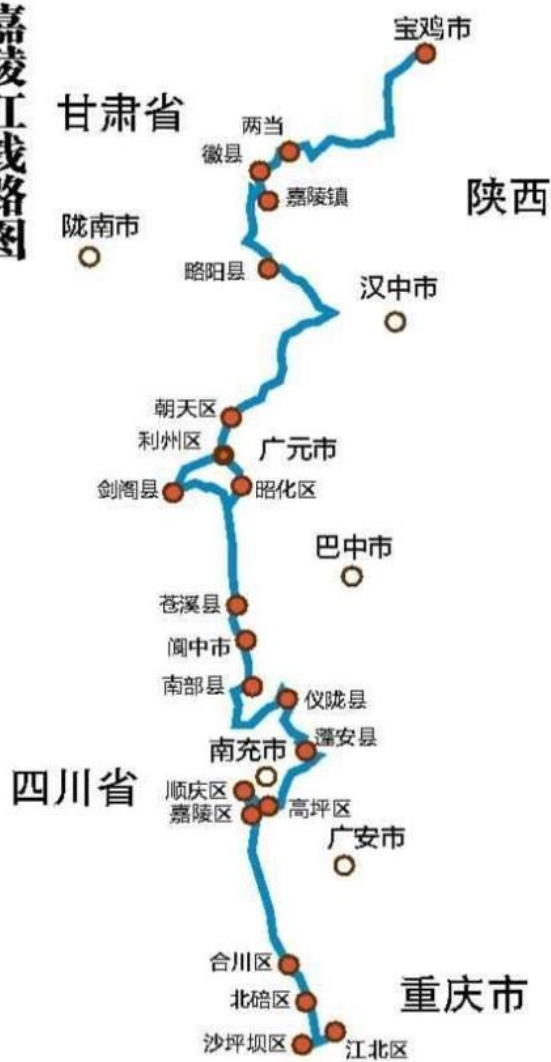 嘉陵江线路图
宝鸡市
甘肃省
两当
徽县
嘉陵镇
陕西
陇南市
略阳县
汉中市
朝天区
利州区
广元市
剑阁县
昭化区
巴中市
苍溪县
阆中市
南部县
仪陇县
蓬安县
南充市
四川省
顺庆区
高坪区
嘉陵区
广安市
合川区
北碚区
重庆市
沙坪坝区
江北区